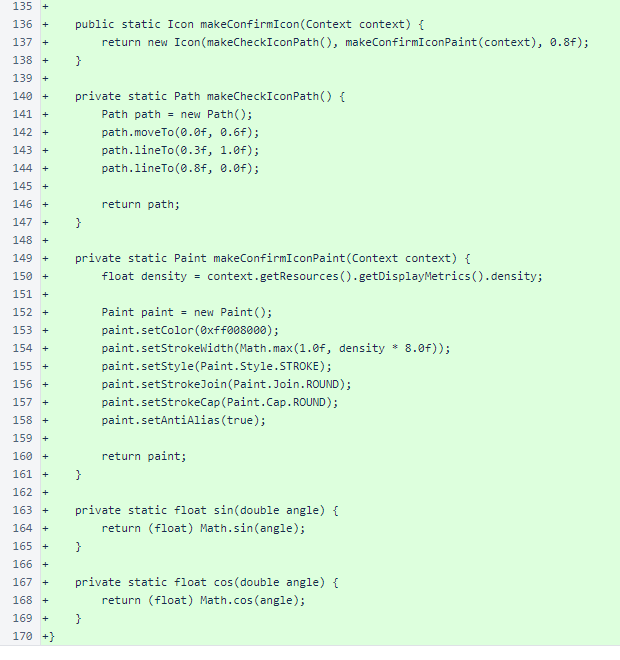 135 +
136 +    public static Icon makeConfirmIcon(Context context) {
137 +        return new Icon(makeCheckIconPath(), makeConfirmIconPaint(context), 0.8f);
138 +    }
139 +
140 +    private static Path makeCheckIconPath() {
141 +        Path path = new Path();
142 +        path.moveTo(0.0f, 0.6f);
143 +        path.lineTo(0.3f, 1.0f);
144 +        path.lineTo(0.8f, 0.0f);
145 +
146 +        return path;
147 +    }
148 +
149 +    private static Paint makeConfirmIconPaint(Context context) {
150 +        float density = context.getResources().getDisplayMetrics().density;
151 +
152 +        Paint paint = new Paint();
153 +        paint.setColor(0xff008000);
154 +        paint.setStrokeWidth(Math.max(1.0f, density * 8.0f));
155 +        paint.setStyle(Paint.Style.STROKE);
156 +        paint.setStrokeJoin(Paint.Join.ROUND);
157 +        paint.setStrokeCap(Paint.Cap.ROUND);
158 +        paint.setAntiAlias(true);
159 +
160 +        return paint;
161 +    }
162 +
163 +    private static float sin(double angle) {
164 +        return (float) Math.sin(angle);
165 +    }
166 +
167 +    private static float cos(double angle) {
168 +        return (float) Math.cos(angle);
169 +    }
170 +}